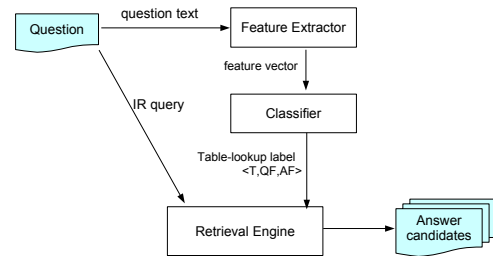 question text
Question
Feature Extractor
feature vector
IR query
Classifier
Table-lookup label
<T,QF,AF>
Retrieval Engine
Answer
candidates